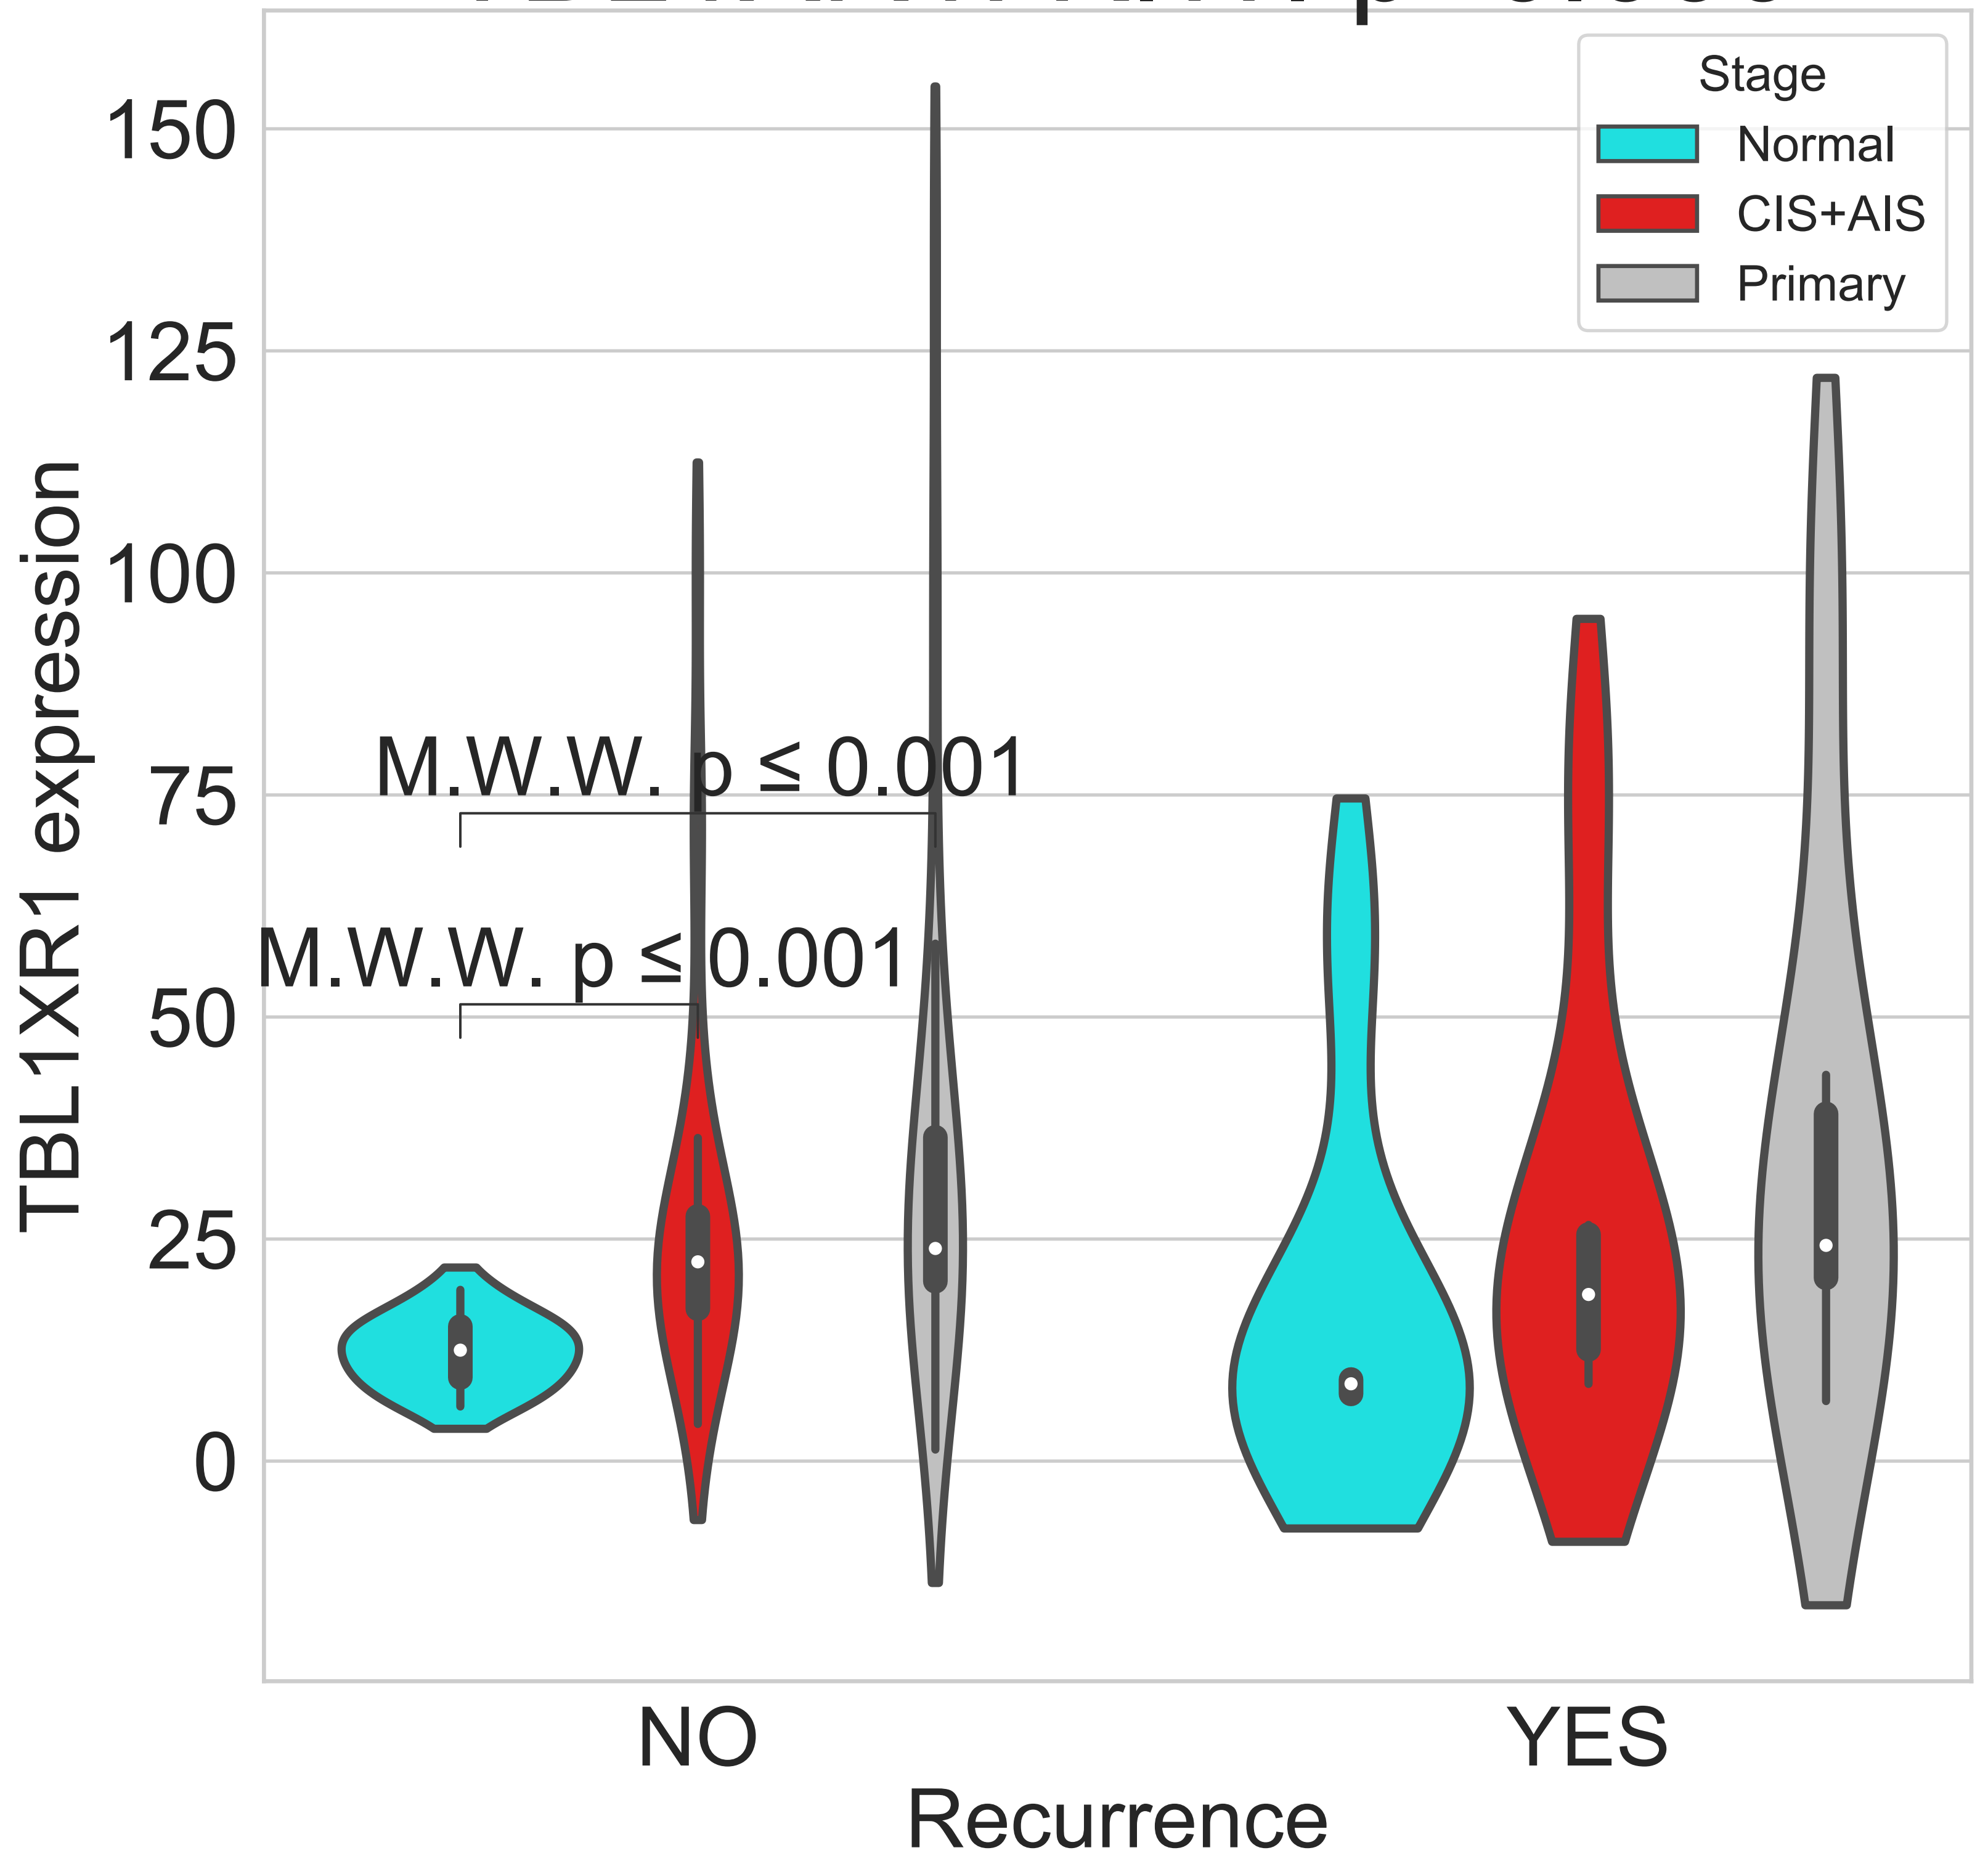 Stage
Normal
CIS+AIS
Primary
150
125
100
75
50
25
0
TBL1XR1 expression
M.W.W. p ≤ 0.001
M.W.W. p ≤ 0.001
NO
YES
Recurrence